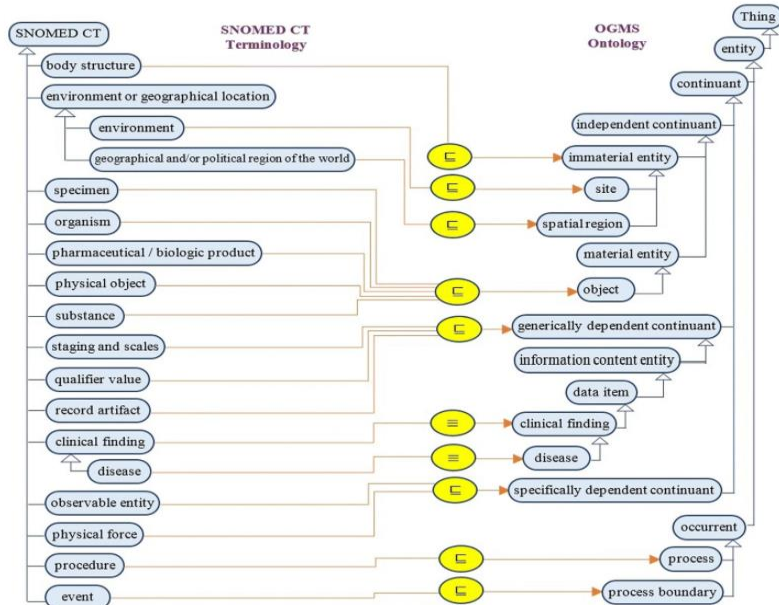 SNOMED CT
SNOMED CT
Terminology
OGMS
Ontology
Thing
entity
body structure
continuant
environment or geographical location
independent continuant
environment
geographical and/or political region of the world
⊑
immaterial entity
specimen
⊑
site
organism
⊑
spatial region
pharmaceutical / biologic product
material entity
physical object
⊑
object
substance
staging and scales
⊑
generically dependent continuant
qualifier value
information content entity
record artifact
data item
clinical finding
≡
clinical finding
disease
≡
disease
observable entity
⊑
specifically dependent continuant
physical force
occurrent
procedure
⊑
process
event
⊑
process boundary